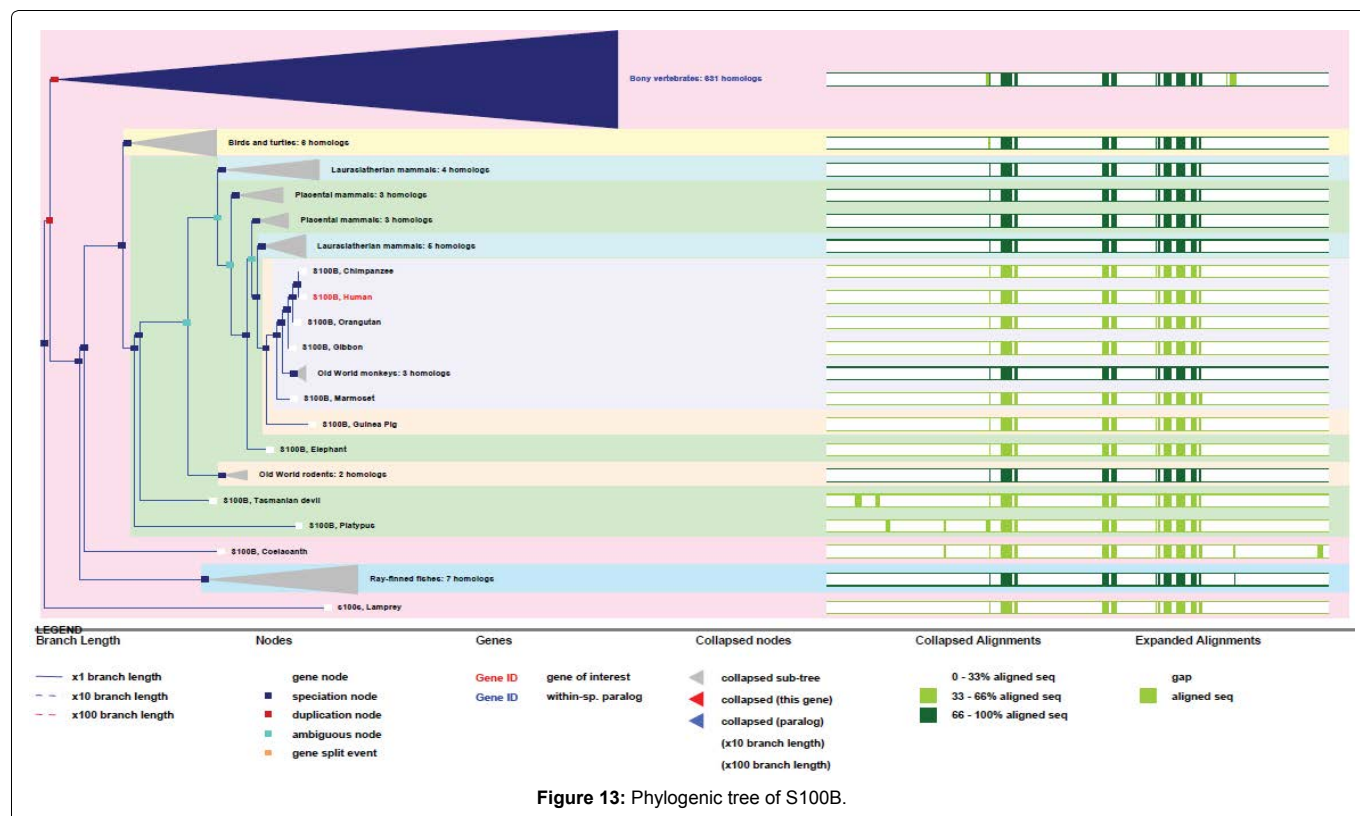 Bony vertebrates: 631 homologs
Birds and turtles: 6 homologs
Laurasiatherian mammals: 4 homologs
Placental mammals: 3 homologs
Placental mammals: 3 homologs
Laurasiatherian mammals: 5 homologs
S100B, Chimpanzee
S100B, Human
S100B, Orangutan
S100B, Gibbon
Old World monkeys: 3 homologs
S100B, Marmoset
S100B, Guinea Pig
S100B, Elephant
Old World rodents: 2 homologs
S100B, Tasmanian devil
S100B, Platypus
S100B, Coelacanth
Ray-finned fishes: 7 homologs
s100s, Lamprey
LEGEND
Branch Length Nodes Genes Collapsed nodes Collapsed Alignments Expanded Alignments
x1 branch length gene node Gene ID gene of interest collapsed sub-tree 0 - 33% aligned seq gap
x10 branch length speciation node Gene ID within-sp. paralog collapsed (this gene) 33 - 66% aligned seq aligned seq
x100 branch length duplication node collapsed (paralog) 66 - 100% aligned seq
ambiguous node (x10 branch length)
gene split event (x100 branch length)
Figure 13: Phylogenic tree of S100B.